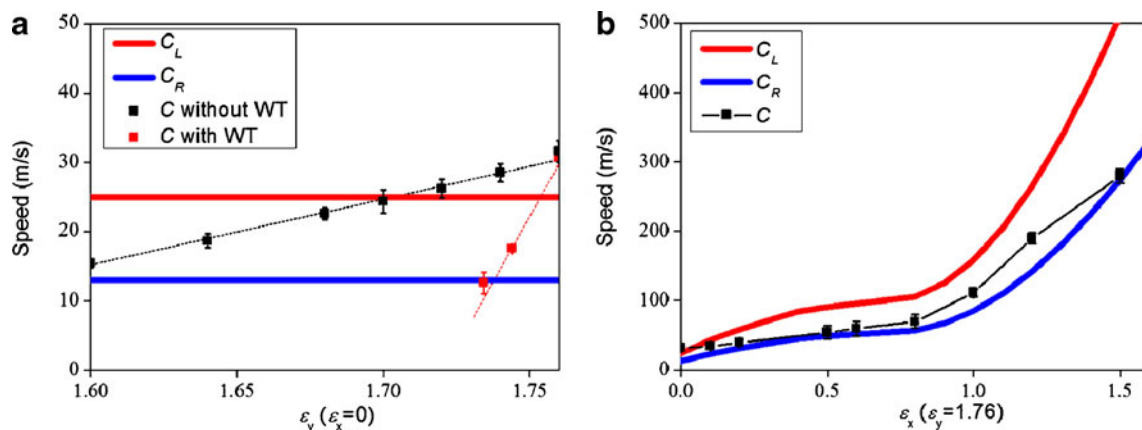 a
50
40
30
20
10
0
Speed (m/s)
C_L
C_R
C without WT
C with WT
1.60
1.65
1.70
1.75
ε_y (ε_x=0)
b
500
400
300
200
100
0
Speed (m/s)
C_L
C_R
C
0.0
0.5
1.0
1.5
ε_x (ε_y=1.76)